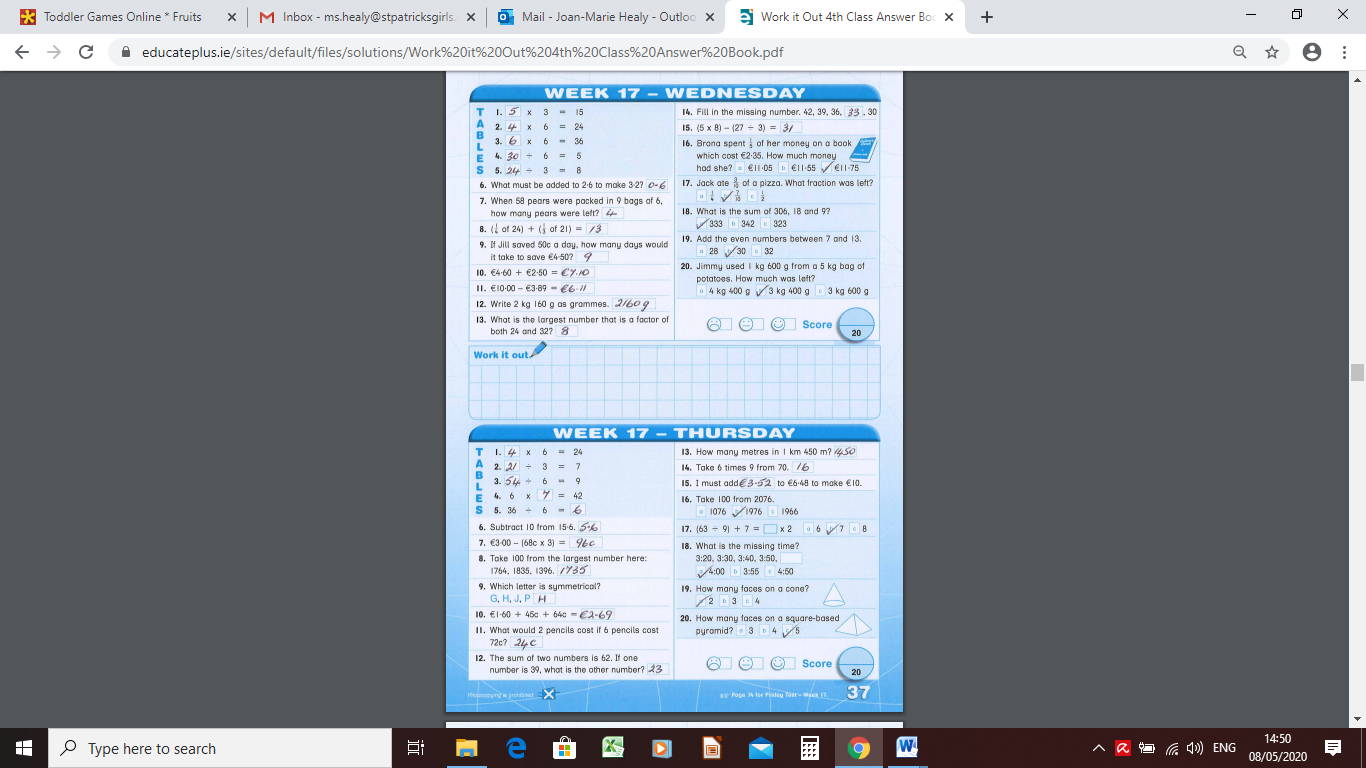 Toddler Games Online * Fruits
Inbox - ms.healy@stpatricksgirls.
Mail - Joan-Marie Healy - Outloo
Work it Out 4th Class Answer Boo
educateplus.ie/sites/default/files/solutions/Work%20it%20Out%204th%20Class%20Answer%20Book.pdf
WEEK 17 – WEDNESDAY
TABLES
1. 5 x 3 = 15
2. 4 x 6 = 24
3. 6 x 6 = 36
4. 30 ÷ 6 = 5
5. 24 ÷ 3 = 8
6. What must be added to 2·6 to make 3·2? 0·6
7. When 58 pears were packed in 9 bags of 6,
how many pears were left? 4
8. ( of 24) + ( of 21) = 13
9. If Jill saved 50c a day, how many days would
it take to save €4·50? 9
10. €4·60 + €2·50 = €7·10
11. €10·00 – €3·89 = €6·11
12. Write 2 kg 160 g as grammes. 2160g
13. What is the largest number that is a factor of
both 24 and 32? 8
14. Fill in the missing number. 42, 39, 36, 33, 30
15. (5 x 8) – (27 ÷ 3) = 31
16. Brona spent of her money on a book
which cost €2·35. How much money
had she? a €11·05 b €11·55 ✓ €11·75
17. Jack ate 3/10 of a pizza. What fraction was left?
a 1/4 ✓ 7/10 c 1/2
18. What is the sum of 306, 18 and 9?
✓ 333 b 342 c 323
19. Add the even numbers between 7 and 13.
a 28 ✓ 30 c 32
20. Jimmy used 1 kg 600 g from a 5 kg bag of
potatoes. How much was left?
a 4 kg 400 g ✓ 3 kg 400 g c 3 kg 600 g
Score
20
Work it out
WEEK 17 – THURSDAY
TABLES
1. 4 x 6 = 24
2. 21 ÷ 3 = 7
3. 54 ÷ 6 = 9
4. 6 x 7 = 42
5. 36 ÷ 6 = 6
6. Subtract 10 from 15·6. 5·6
7. €3·00 – (68c x 3) = 96c
8. Take 100 from the largest number here:
1764, 1835, 1396. 1735
9. Which letter is symmetrical?
G, H, J, P H
10. €1·60 + 45c + 64c = €2·69
11. What would 2 pencils cost if 6 pencils cost
72c? 24c
12. The sum of two numbers is 62. If one
number is 39, what is the other number? 23
13. How many metres in 1 km 450 m? 1450
14. Take 6 times 9 from 70. 16
15. I must add €3·52 to €6·48 to make €10.
16. Take 100 from 2076.
a 1076 ✓ 1976 c 1966
17. (63 ÷ 9) + 7 = x 2 a 6 ✓ 7 c 8
18. What is the missing time?
3:20, 3:30, 3:40, 3:50,
✓ 4:00 b 3:55 c 4:50
19. How many faces on a cone?
✓ 2 b 3 c 4
20. How many faces on a square-based
pyramid? a 3 b 4 ✓ 5
Score
20
Photocopying is prohibited
Page 74 for Friday Test – Week 17
37
Type here to search
ENG
14:50
08/05/2020